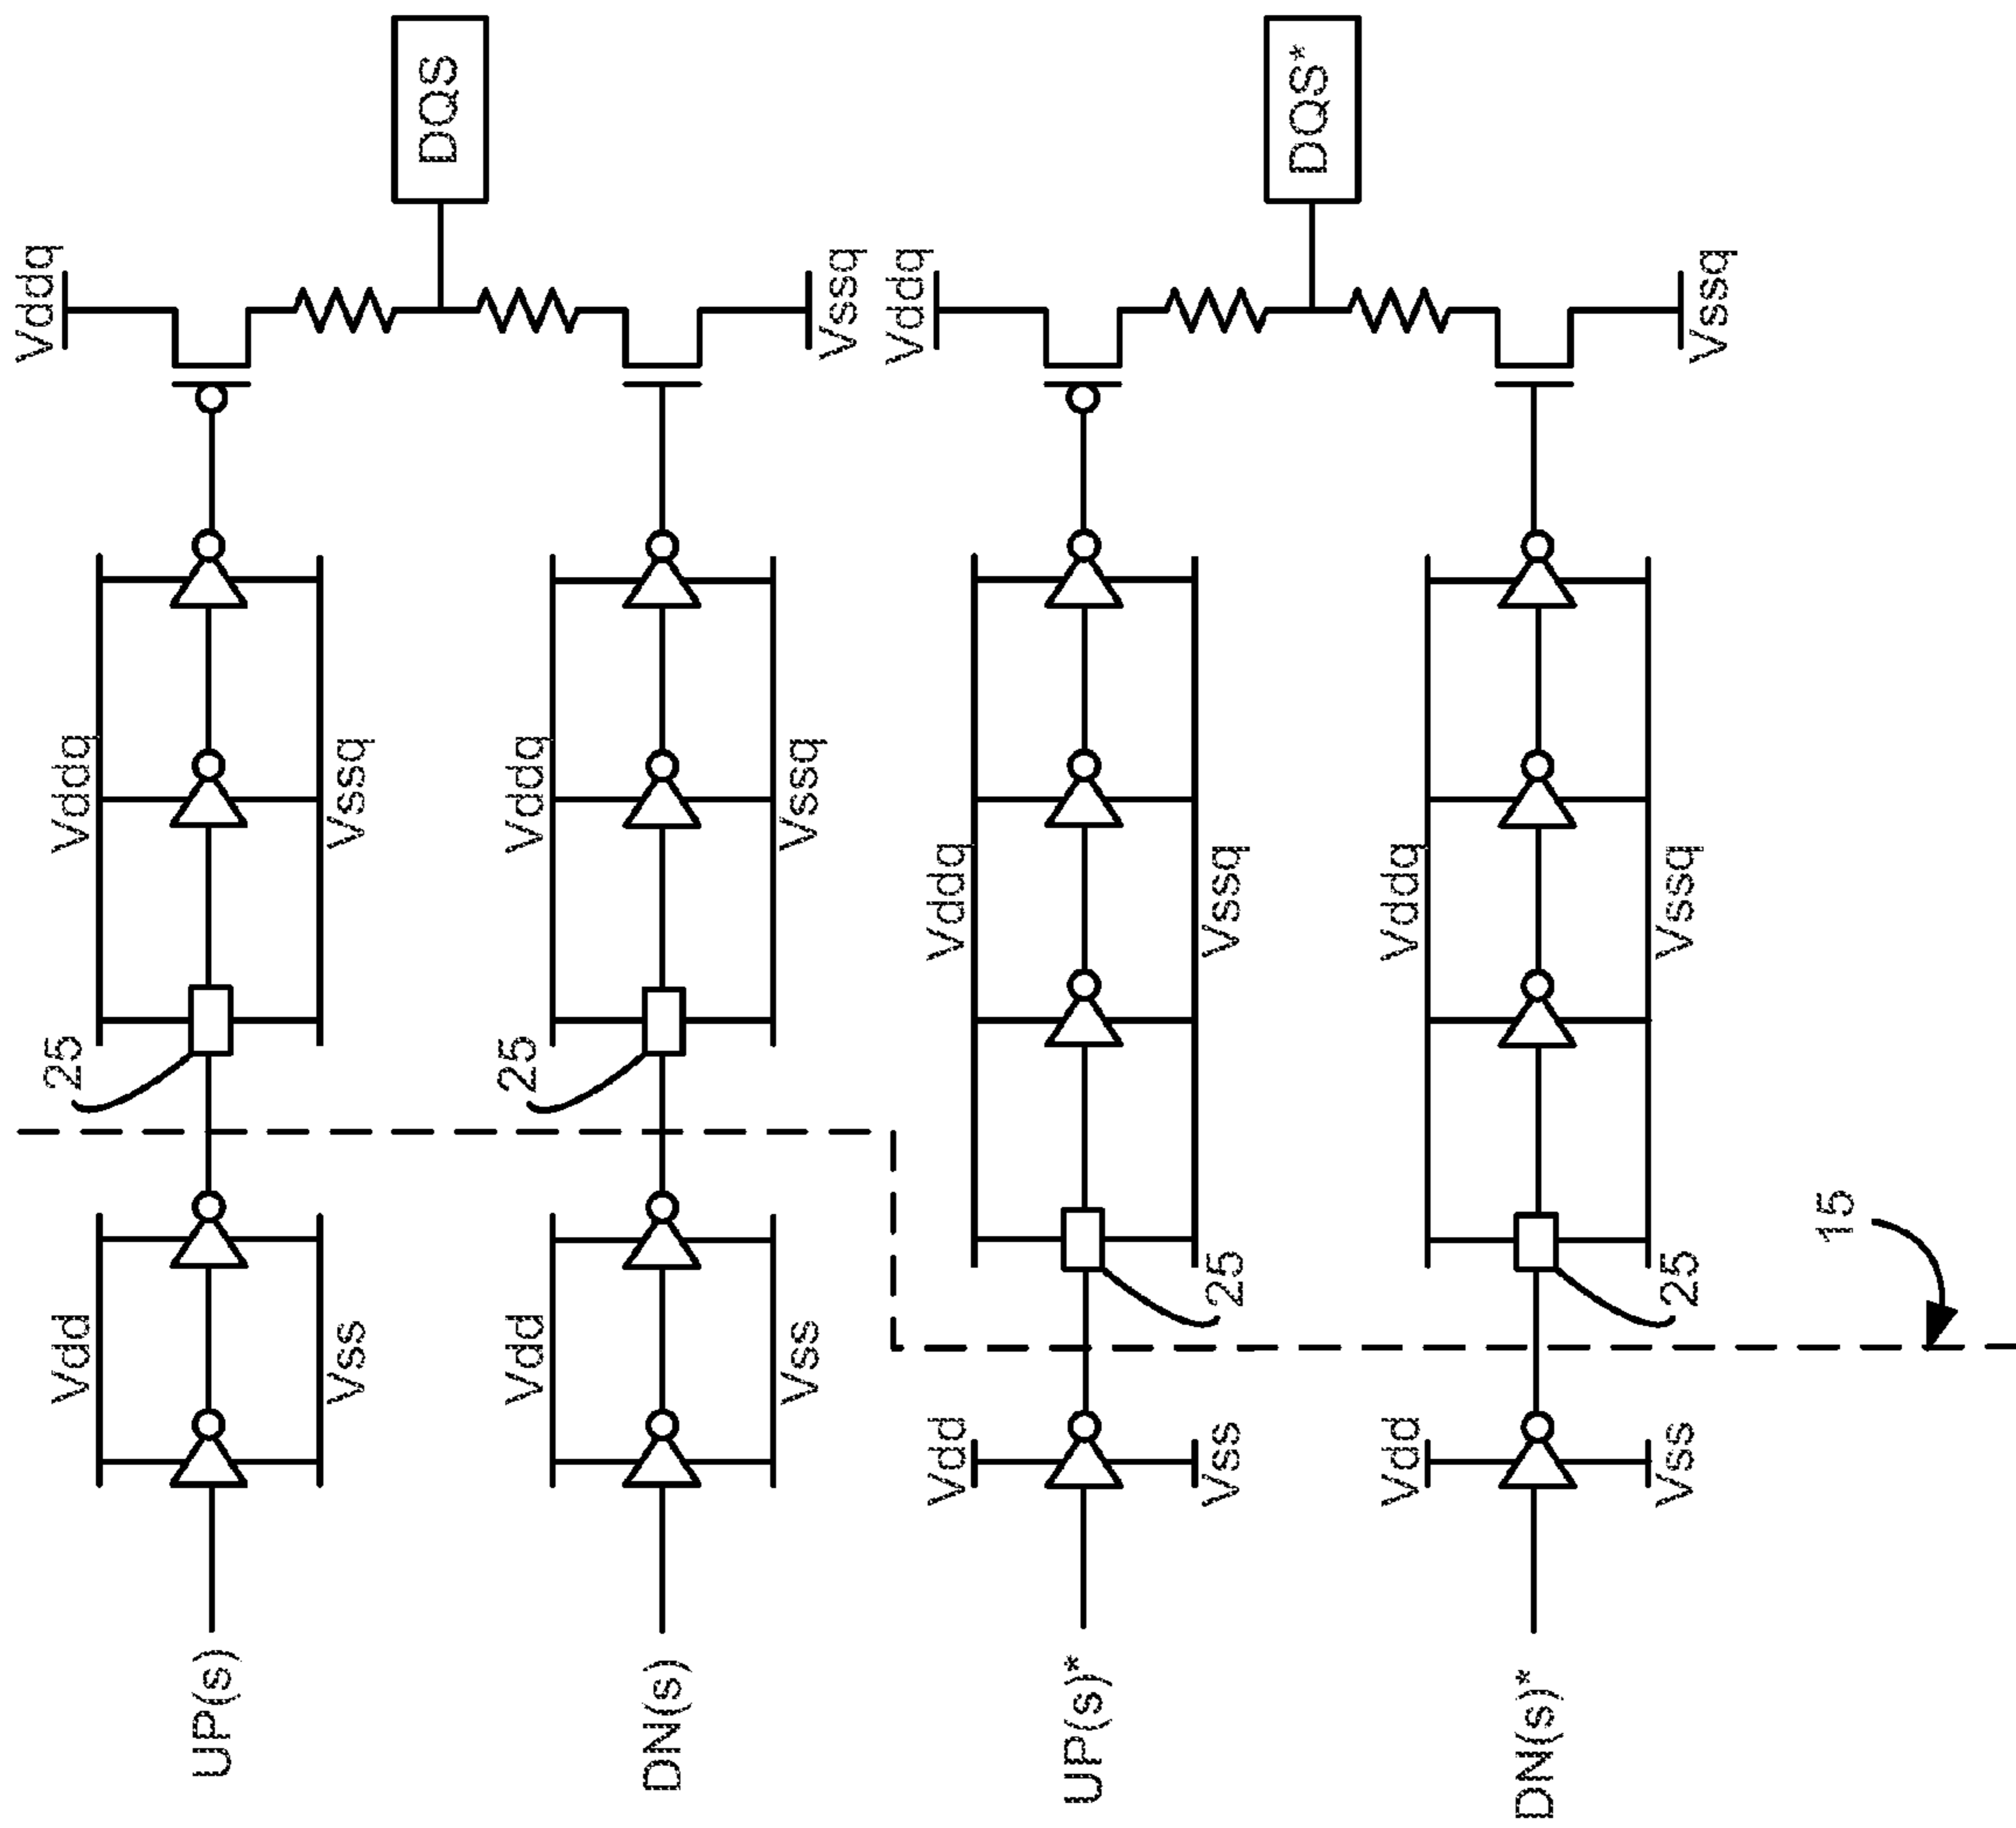 Vddq
DQS
Vddq
Vssq
Vssq
25
Vdd
Vss
UP(s)
Vddq
Vssq
25
Vdd
Vss
DN(s)
Vddq
DQS*
Vddq
Vssq
Vssq
25
Vdd
Vss
UP(s)*
Vddq
Vssq
25
Vdd
Vss
DN(s)*
15